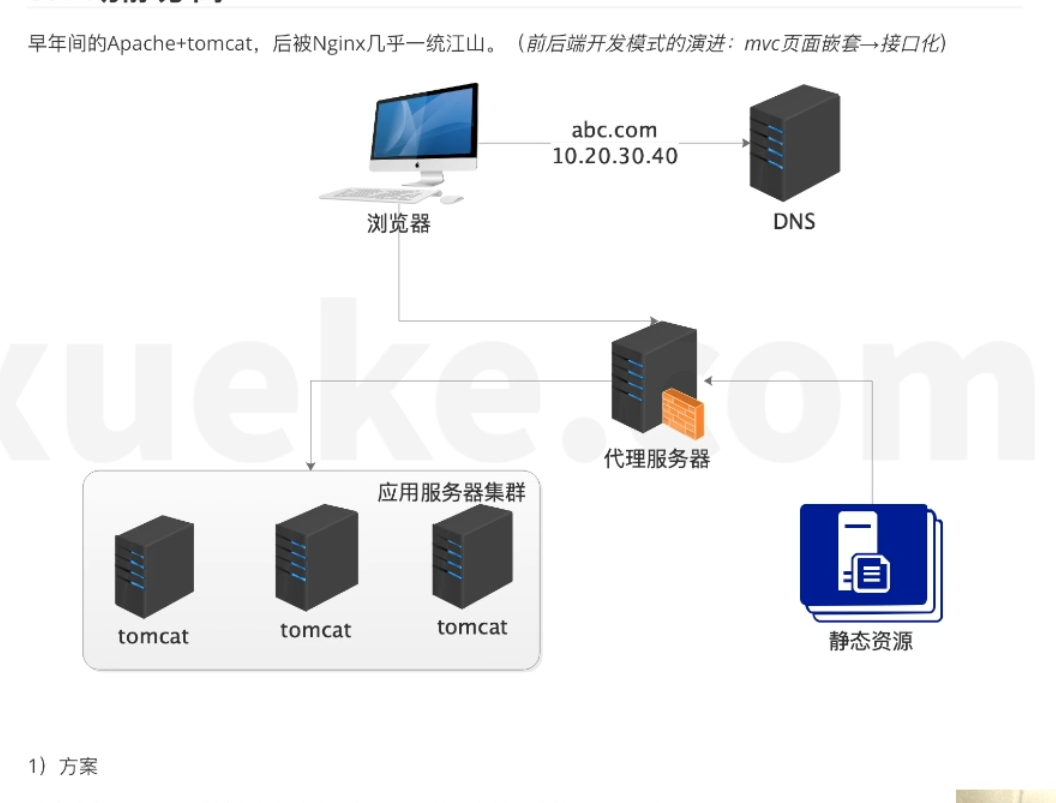 早年间的Apache+tomcat，后被Nginx几乎一统江山。（前后端开发模式的演进：mvc页面嵌套→接口化）
abc.com
10.20.30.40
浏览器
DNS
xueke.com
代理服务器
应用服务器集群
tomcat
tomcat
tomcat
静态资源
1）方案